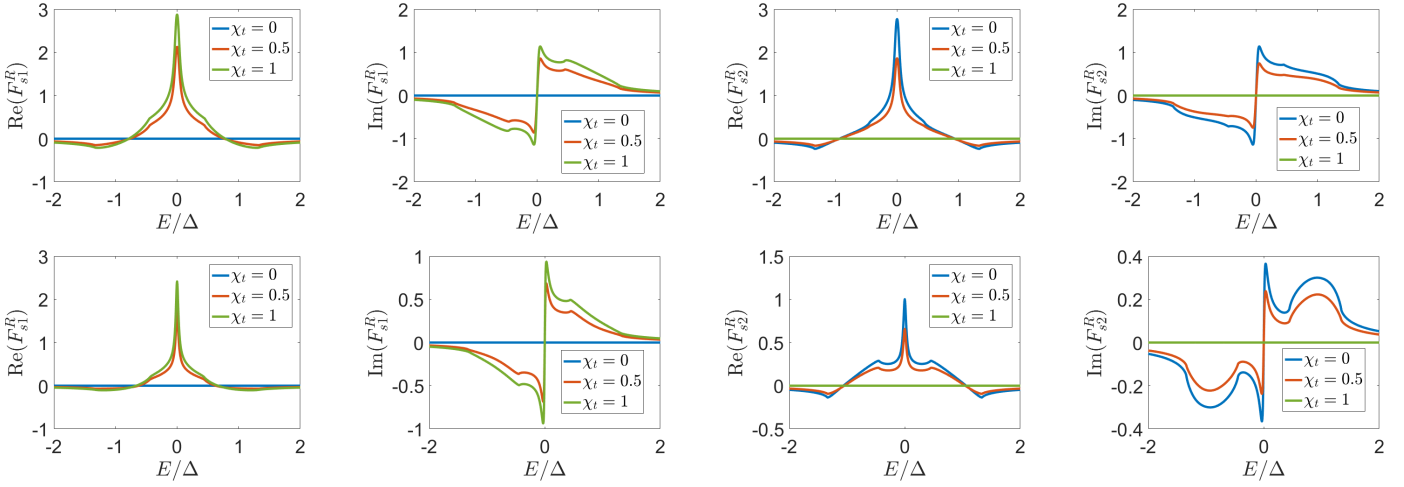 3
2
1
0
-1
Re(F^R_{s1})
χ_t = 0
χ_t = 0.5
χ_t = 1
-2 -1 0 1 2
E/Δ
2
1
0
-1
-2
Im(F^R_{s1})
χ_t = 0
χ_t = 0.5
χ_t = 1
-2 -1 0 1 2
E/Δ
3
2
1
0
-1
Re(F^R_{s2})
χ_t = 0
χ_t = 0.5
χ_t = 1
-2 -1 0 1 2
E/Δ
2
1
0
-1
-2
Im(F^R_{s2})
χ_t = 0
χ_t = 0.5
χ_t = 1
-2 -1 0 1 2
E/Δ
3
2
1
0
-1
Re(F^R_{s1})
χ_t = 0
χ_t = 0.5
χ_t = 1
-2 -1 0 1 2
E/Δ
1
0.5
0
-0.5
-1
Im(F^R_{s1})
χ_t = 0
χ_t = 0.5
χ_t = 1
-2 -1 0 1 2
E/Δ
1.5
1
0.5
0
-0.5
Re(F^R_{s2})
χ_t = 0
χ_t = 0.5
χ_t = 1
-2 -1 0 1 2
E/Δ
0.4
0.2
0
-0.2
-0.4
Im(F^R_{s2})
χ_t = 0
χ_t = 0.5
χ_t = 1
-2 -1 0 1 2
E/Δ